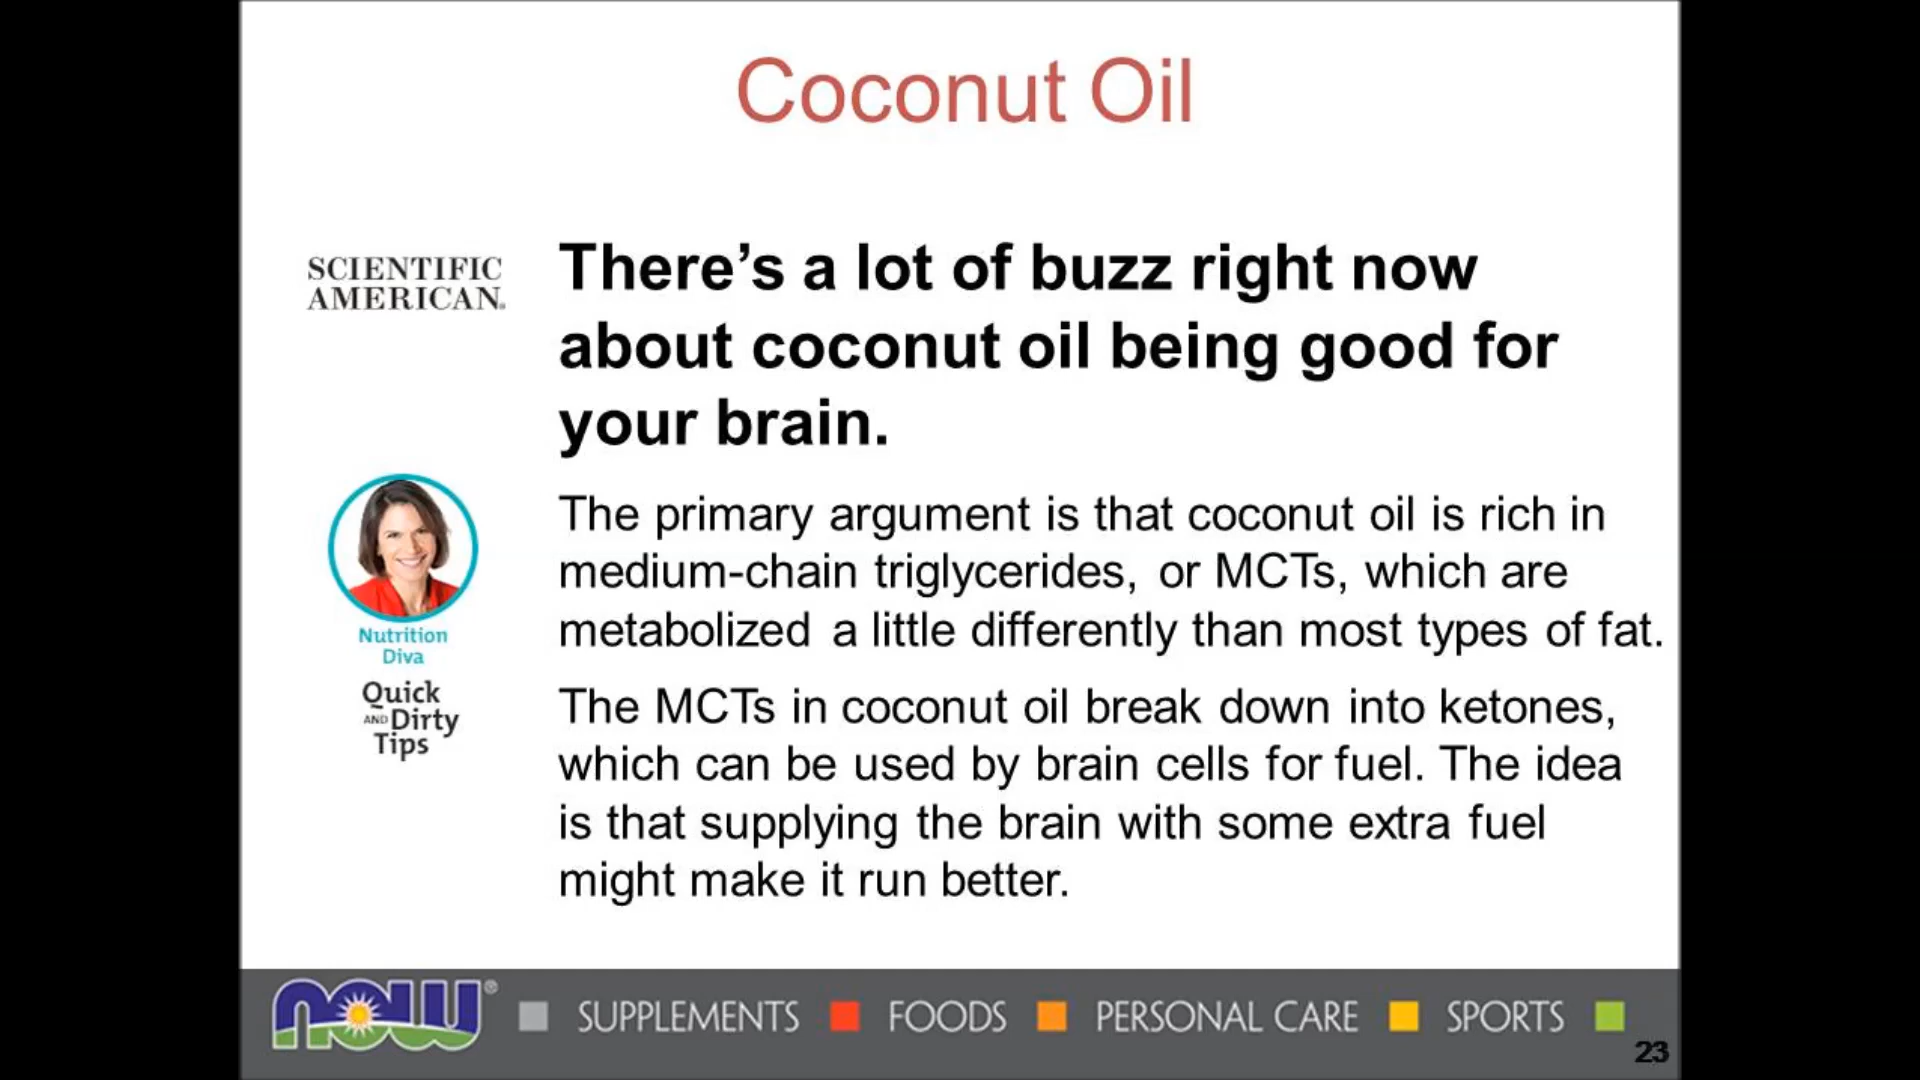 Coconut Oil
SCIENTIFIC
AMERICAN®
There’s a lot of buzz right now
about coconut oil being good for
your brain.
Nutrition
Diva
Quick
AND Dirty
Tips
The primary argument is that coconut oil is rich in
medium-chain triglycerides, or MCTs, which are
metabolized a little differently than most types of fat.
The MCTs in coconut oil break down into ketones,
which can be used by brain cells for fuel. The idea
is that supplying the brain with some extra fuel
might make it run better.
now® SUPPLEMENTS FOODS PERSONAL CARE SPORTS
23